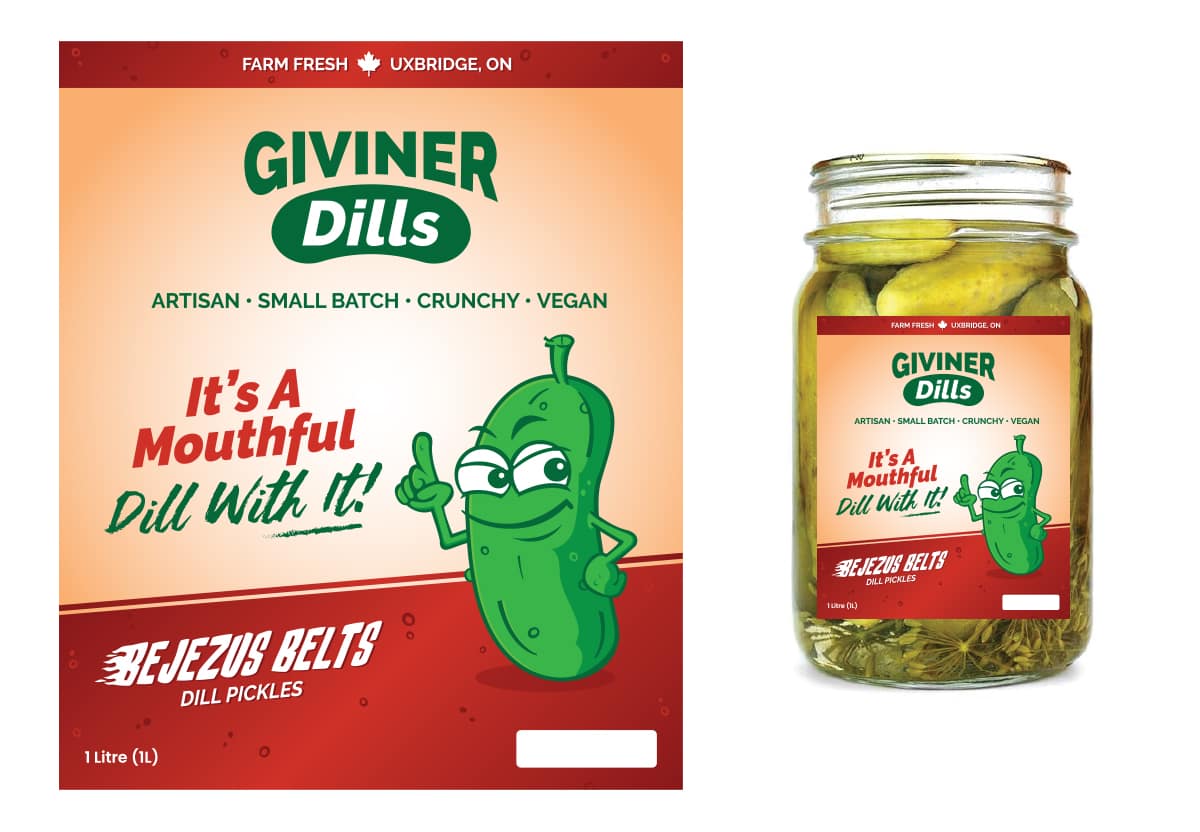 FARM FRESH UXBRIDGE, ON
GIVINER
Dills
ARTISAN • SMALL BATCH • CRUNCHY • VEGAN
It's A
Mouthful
Dill With It!
BEJEZUS BELTS
DILL PICKLES
1 Litre (1L)
FARM FRESH UXBRIDGE, ON
GIVINER
Dills
ARTISAN • SMALL BATCH • CRUNCHY • VEGAN
It's A
Mouthful
Dill With It!
BEJEZUS BELTS
DILL PICKLES
1 Litre (1L)